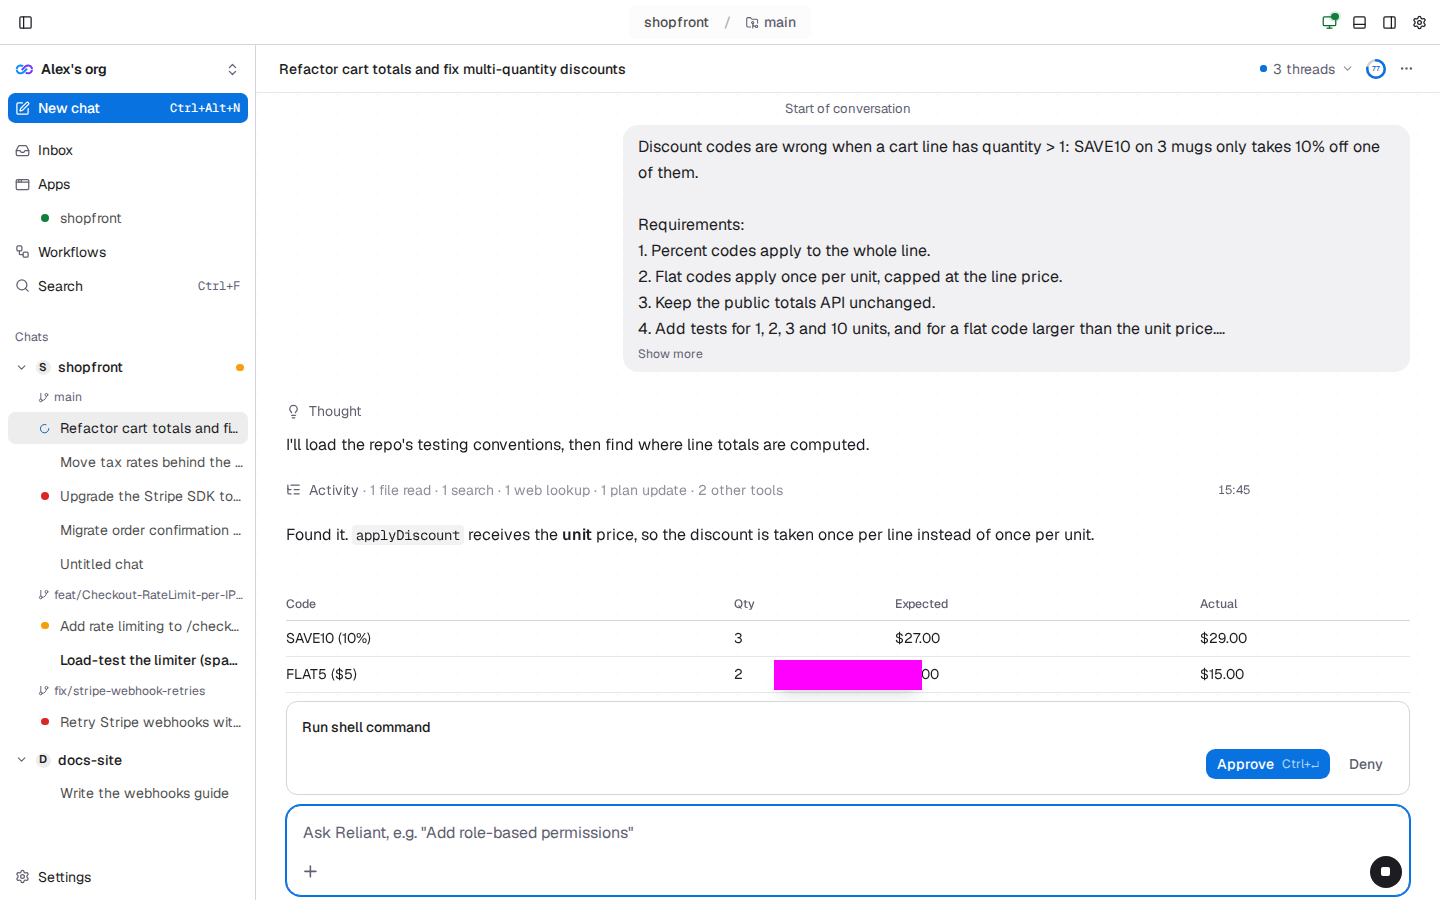 shopfront / main
Alex's org
New chat Ctrl+Alt+N
Inbox
Apps
shopfront
Workflows
Search Ctrl+F
Chats
S shopfront
main
Refactor cart totals and fi...
Move tax rates behind the ...
Upgrade the Stripe SDK to...
Migrate order confirmation ...
Untitled chat
feat/Checkout-RateLimit-per-IP...
Add rate limiting to /check...
Load-test the limiter (spa...
fix/stripe-webhook-retries
Retry Stripe webhooks wit...
D docs-site
Write the webhooks guide
Settings
Refactor cart totals and fix multi-quantity discounts
3 threads 77
Start of conversation
Discount codes are wrong when a cart line has quantity > 1: SAVE10 on 3 mugs only takes 10% off one
of them.
Requirements:
1. Percent codes apply to the whole line.
2. Flat codes apply once per unit, capped at the line price.
3. Keep the public totals API unchanged.
4. Add tests for 1, 2, 3 and 10 units, and for a flat code larger than the unit price....
Show more
Thought
I'll load the repo's testing conventions, then find where line totals are computed.
Activity · 1 file read · 1 search · 1 web lookup · 1 plan update · 2 other tools 15:45
Found it. applyDiscount receives the unit price, so the discount is taken once per line instead of once per unit.
Code Qty Expected Actual
SAVE10 (10%) 3 $27.00 $29.00
FLAT5 ($5) 2 00 $15.00
Run shell command
Approve Ctrl+↵ Deny
Ask Reliant, e.g. "Add role-based permissions"